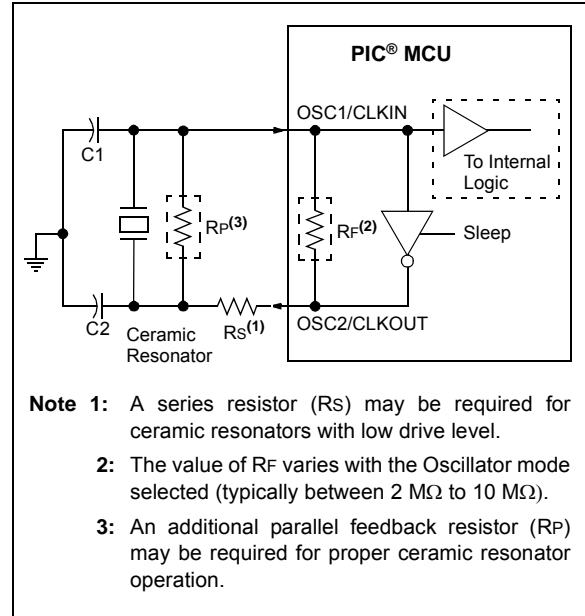 PIC® MCU
OSC1/CLKIN
C1
To Internal
Logic
RP(3)
RF(2)
Sleep
C2
Ceramic
Resonator
RS(1)
OSC2/CLKOUT
Note 1: A series resistor (RS) may be required for
ceramic resonators with low drive level.
2: The value of RF varies with the Oscillator mode
selected (typically between 2 MΩ to 10 MΩ).
3: An additional parallel feedback resistor (RP)
may be required for proper ceramic resonator
operation.